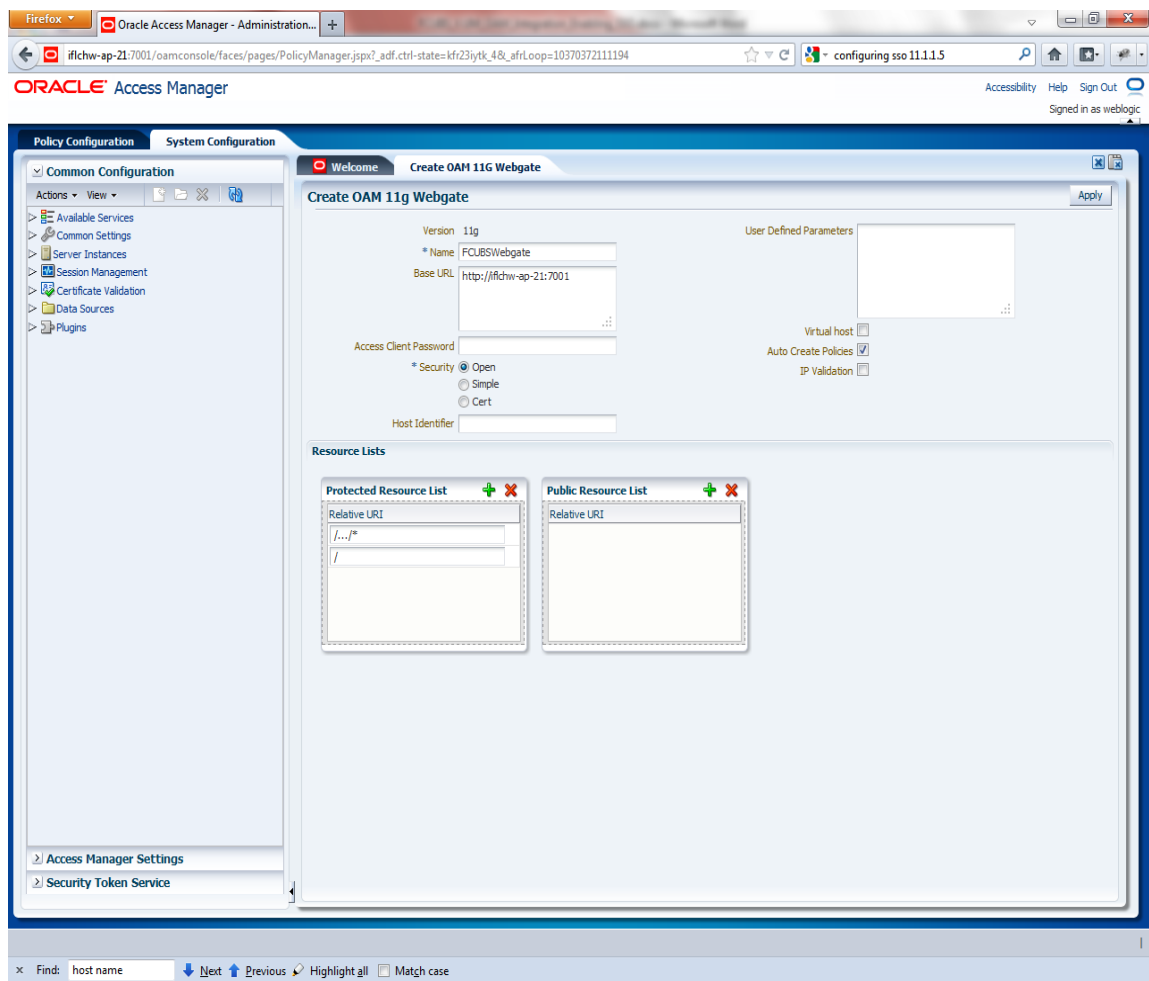 Firefox
Oracle Access Manager - Administration...
iflchw-ap-21:7001/oamconsole/faces/pages/PolicyManager.jspx?_adf.ctrl-state=kfr23iytk_4&_afrLoop=10370372111194
configuring sso 11.1.1.5
ORACLE Access Manager
Accessibility Help Sign Out
Signed in as weblogic
Policy Configuration System Configuration
Common Configuration
Welcome Create OAM 11G Webgate
Actions View
Create OAM 11g Webgate Apply
Available Services
Common Settings
Server Instances
Session Management
Certificate Validation
Data Sources
Plugins
Version 11g
* Name FCUBSWebgate
Base URL http://iflchw-ap-21:7001
Access Client Password
* Security Open
Simple
Cert
Host Identifier
User Defined Parameters
Virtual host
Auto Create Policies
IP Validation
Resource Lists
Protected Resource List
Relative URI
/.../*
/
Public Resource List
Relative URI
Access Manager Settings
Security Token Service
× Find: host name Next Previous Highlight all Match case